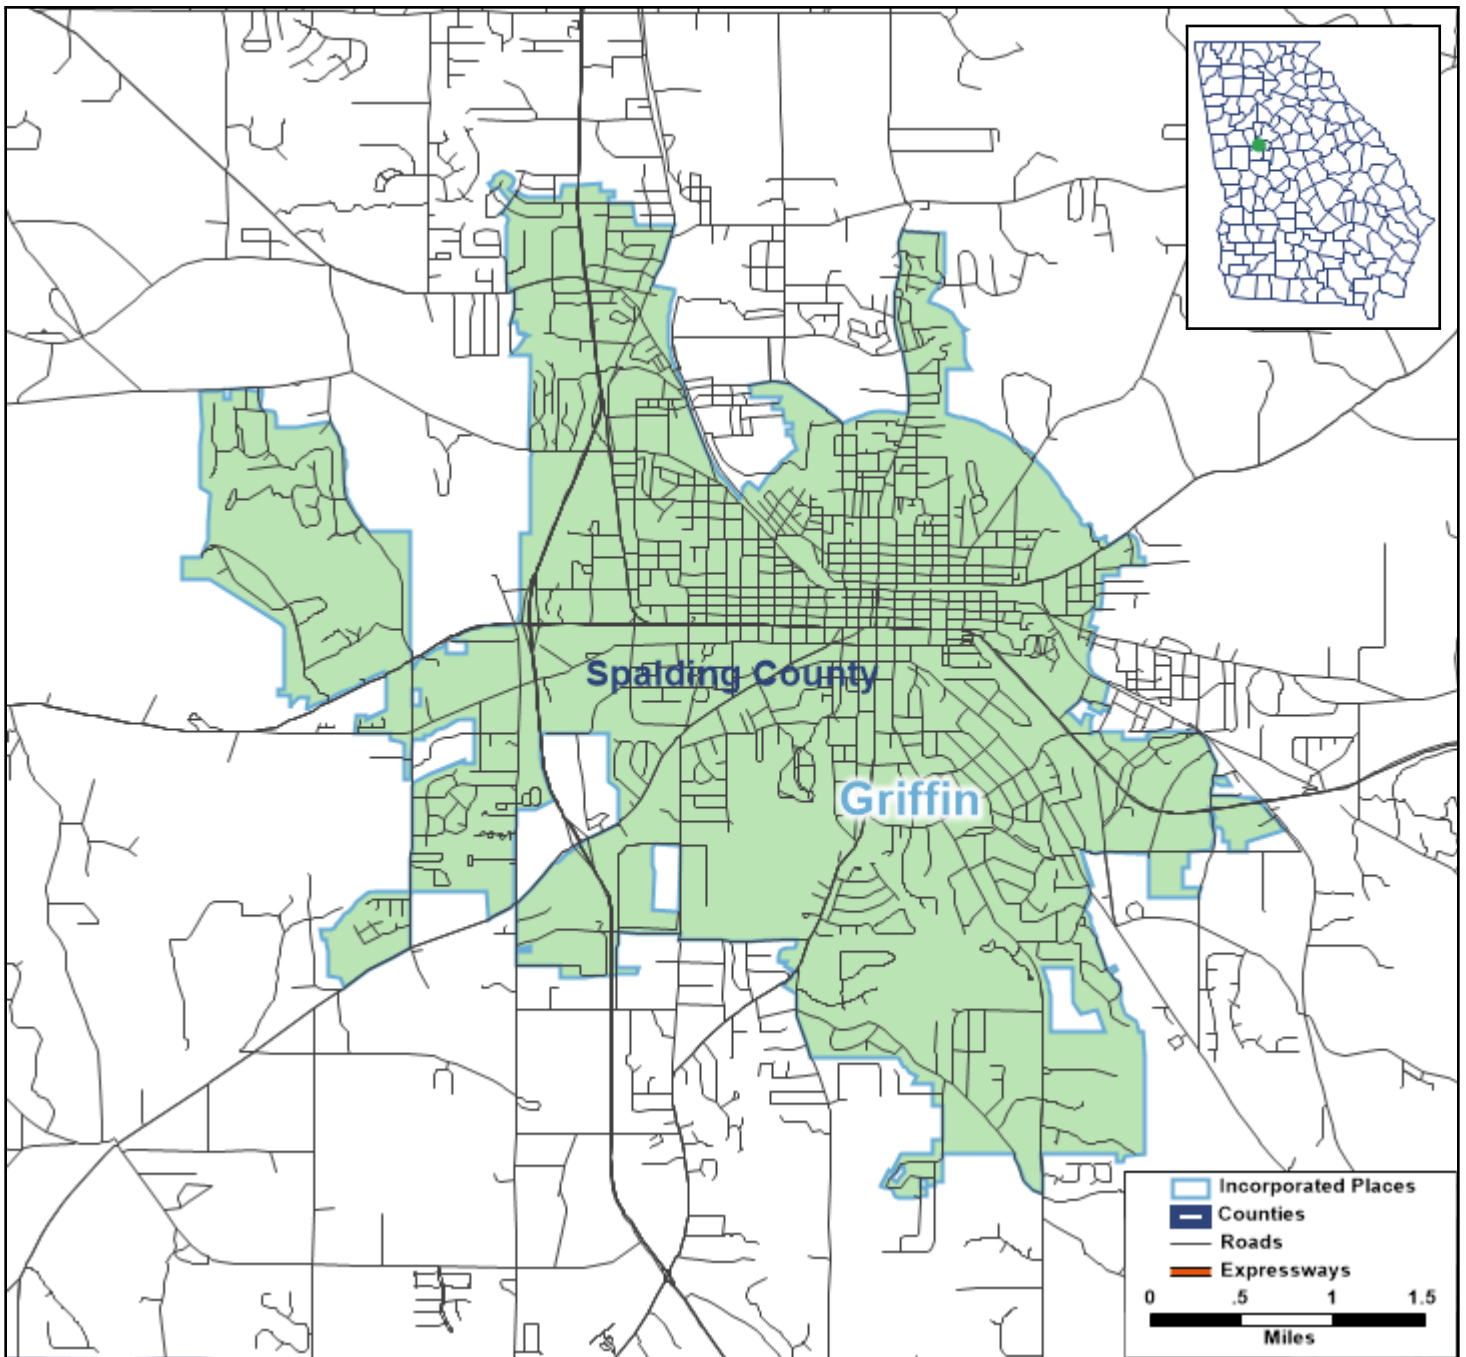 Spalding County
Griffin
Incorporated Places
Counties
Roads
Expressways
0 .5 1 1.5
Miles